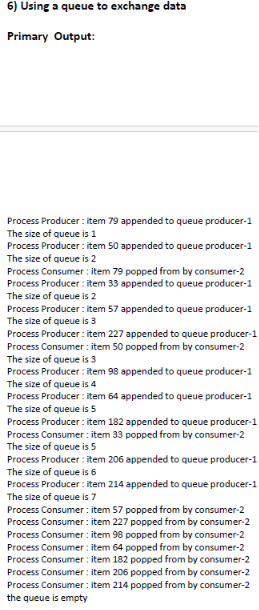 6) Using a queue to exchange data
Primary Output:
Process Producer : item 79 appended to queue producer-1
The size of queue is 1
Process Producer : item 50 appended to queue producer-1
The size of queue is 2
Process Consumer : item 79 popped from by consumer-2
Process Producer : item 33 appended to queue producer-1
The size of queue is 2
Process Producer : item 57 appended to queue producer-1
The size of queue is 3
Process Producer : item 227 appended to queue producer-1
Process Consumer : item 50 popped from by consumer-2
The size of queue is 3
Process Producer : item 98 appended to queue producer-1
The size of queue is 4
Process Producer : item 64 appended to queue producer-1
The size of queue is 5
Process Producer : item 182 appended to queue producer-1
Process Consumer : item 33 popped from by consumer-2
The size of queue is 5
Process Producer : item 206 appended to queue producer-1
The size of queue is 6
Process Producer : item 214 appended to queue producer-1
The size of queue is 7
Process Consumer : item 57 popped from by consumer-2
Process Consumer : item 227 popped from by consumer-2
Process Consumer : item 98 popped from by consumer-2
Process Consumer : item 64 popped from by consumer-2
Process Consumer : item 182 popped from by consumer-2
Process Consumer : item 206 popped from by consumer-2
Process Consumer : item 214 popped from by consumer-2
the queue is empty